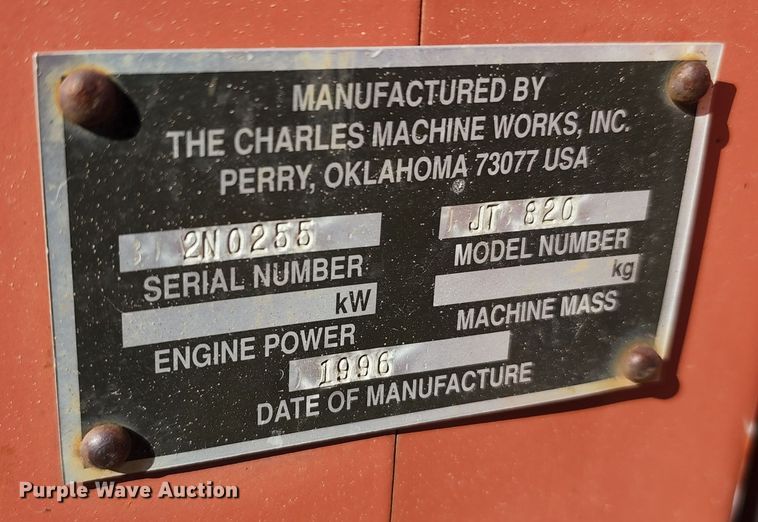 MANUFACTURED BY
THE CHARLES MACHINE WORKS, INC.
PERRY, OKLAHOMA 73077 USA
2N0255
SERIAL NUMBER
JT 820
MODEL NUMBER
kW
ENGINE POWER
kg
MACHINE MASS
1996
DATE OF MANUFACTURE
Purple Wave Auction